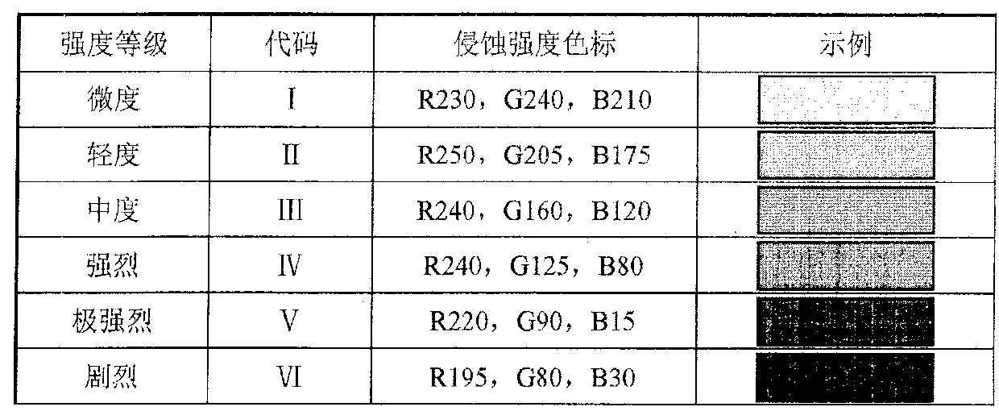 强度等级 代码 侵蚀强度色标 示例
微度 Ⅰ R230，G240，B210
轻度 Ⅱ R250，G205，B175
中度 Ⅲ R240，G160，B120
强烈 Ⅳ R240，G125，B80
极强烈 Ⅴ R220，G90，B15
剧烈 Ⅵ R195，G80，B30